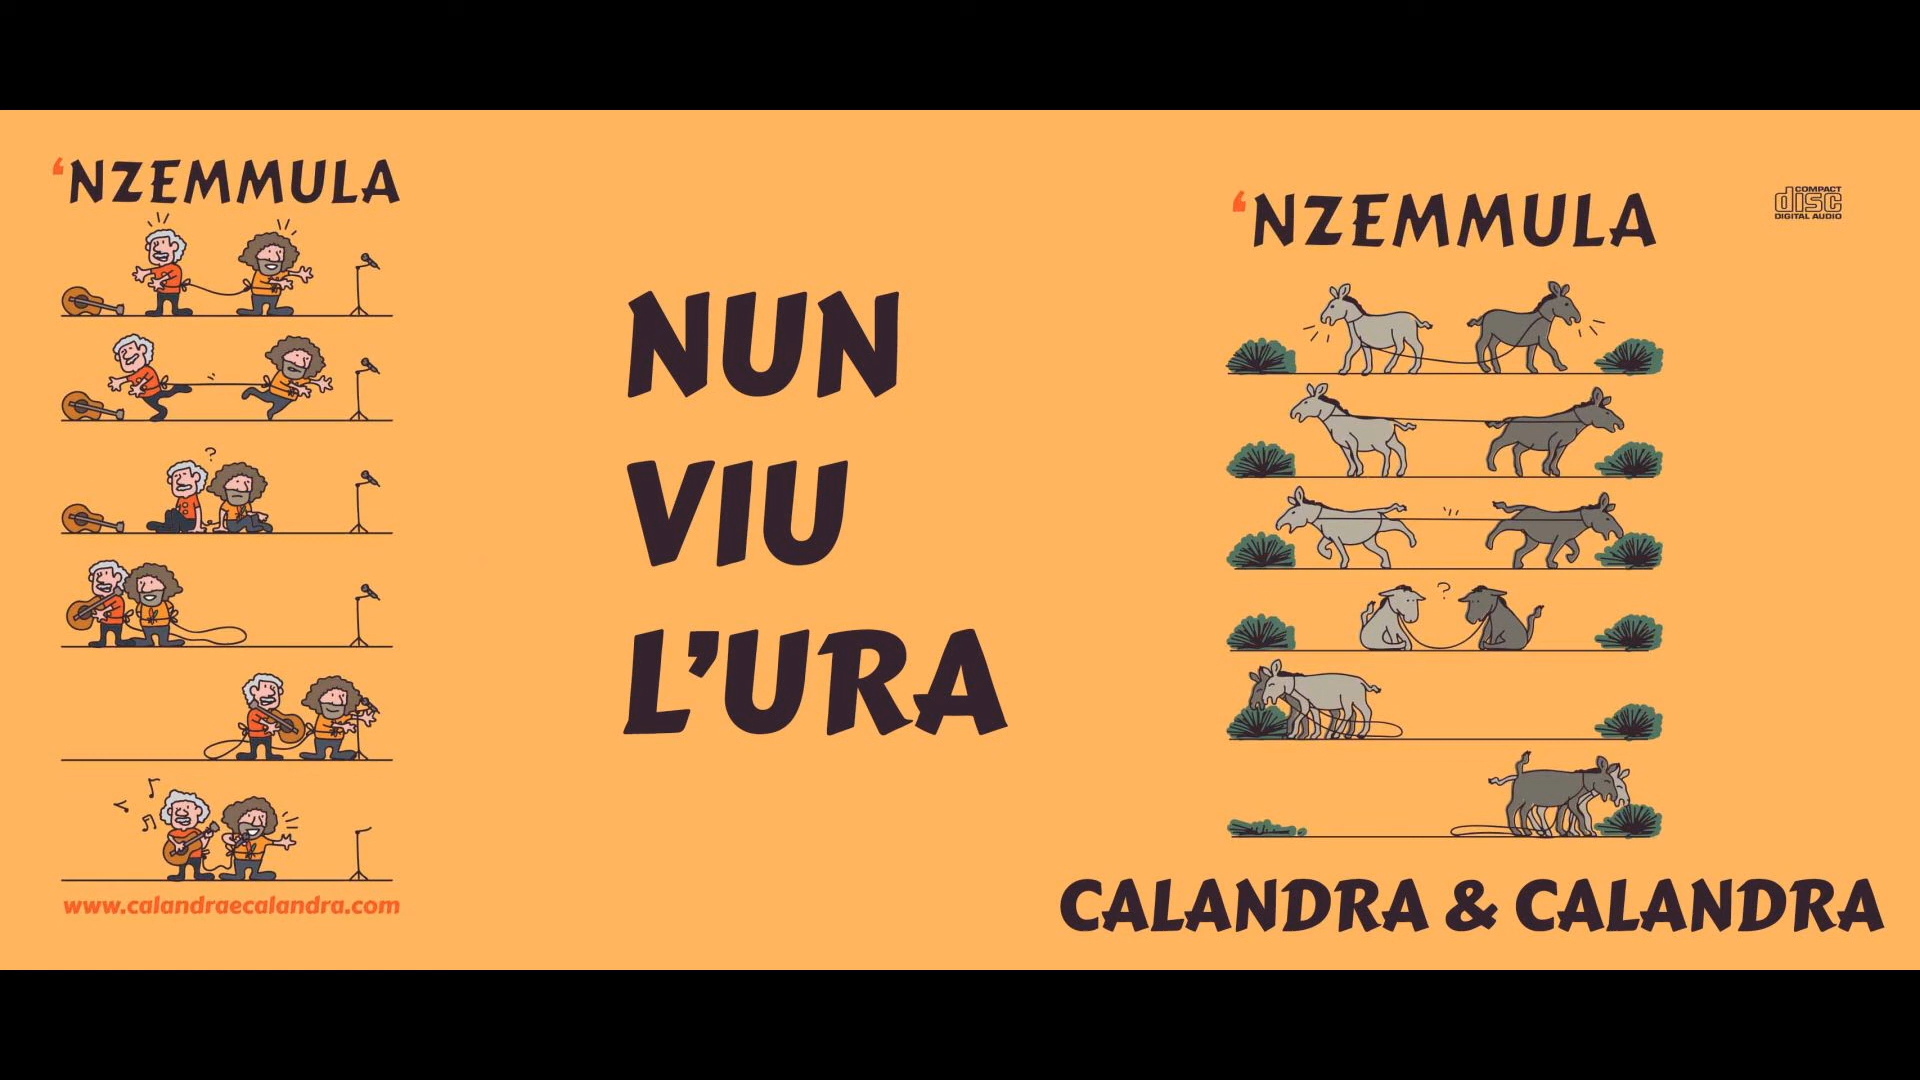 ‘NZEMMULA
?
www.calandraecalandra.com
NUN
VIU
L’URA
‘NZEMMULA
COMPACT
disc
DIGITAL AUDIO
?
CALANDRA & CALANDRA